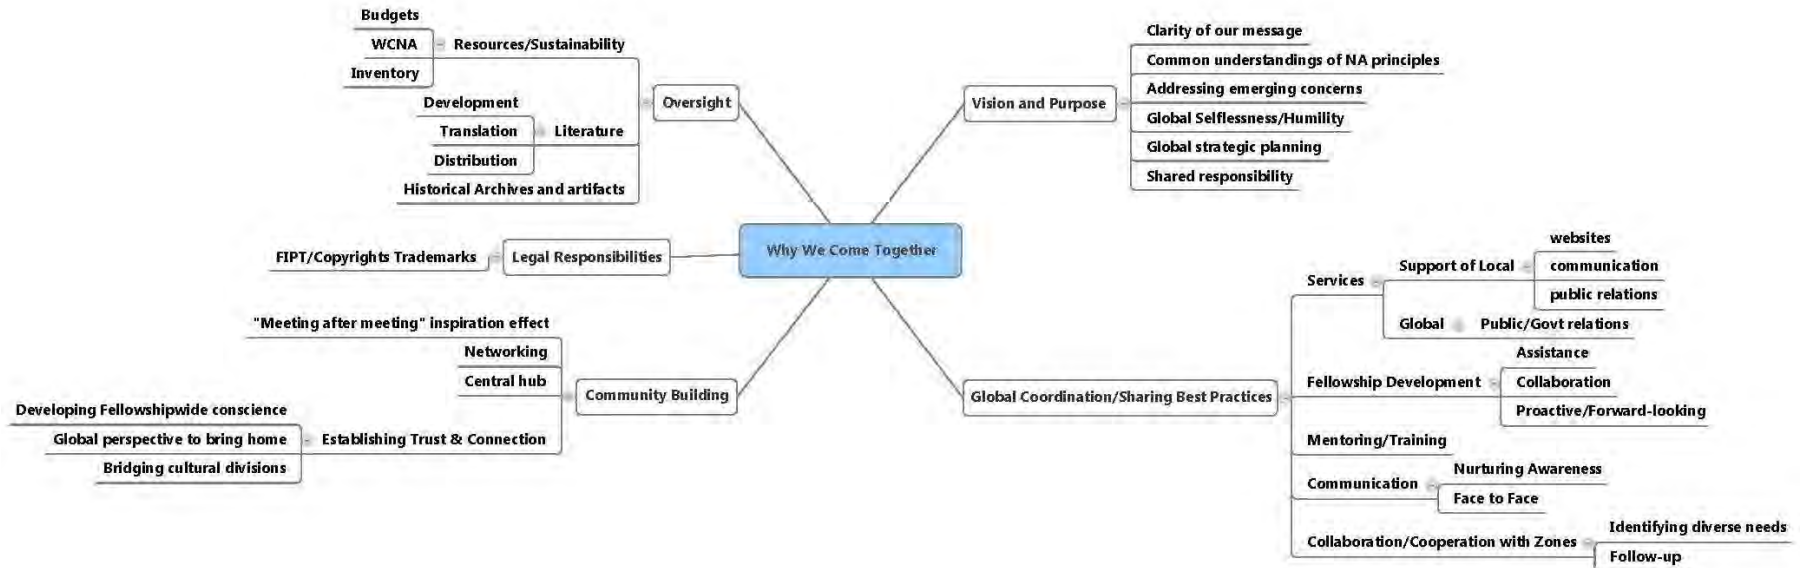 Why We Come Together
Oversight
Resources/Sustainability
Budgets
WCNA
Inventory
Literature
Development
Translation
Distribution
Historical Archives and artifacts
Legal Responsibilities
FIPT/Copyrights Trademarks
Community Building
"Meeting after meeting" inspiration effect
Networking
Central hub
Establishing Trust & Connection
Developing Fellowshipwide conscience
Global perspective to bring home
Bridging cultural divisions
Vision and Purpose
Clarity of our message
Common understandings of NA principles
Addressing emerging concerns
Global Selflessness/Humility
Global strategic planning
Shared responsibility
Global Coordination/Sharing Best Practices
Services
Support of Local
websites
communication
public relations
Global
Public/Govt relations
Fellowship Development
Assistance
Collaboration
Proactive/Forward-looking
Mentoring/Training
Communication
Nurturing Awareness
Face to Face
Collaboration/Cooperation with Zones
Identifying diverse needs
Follow-up